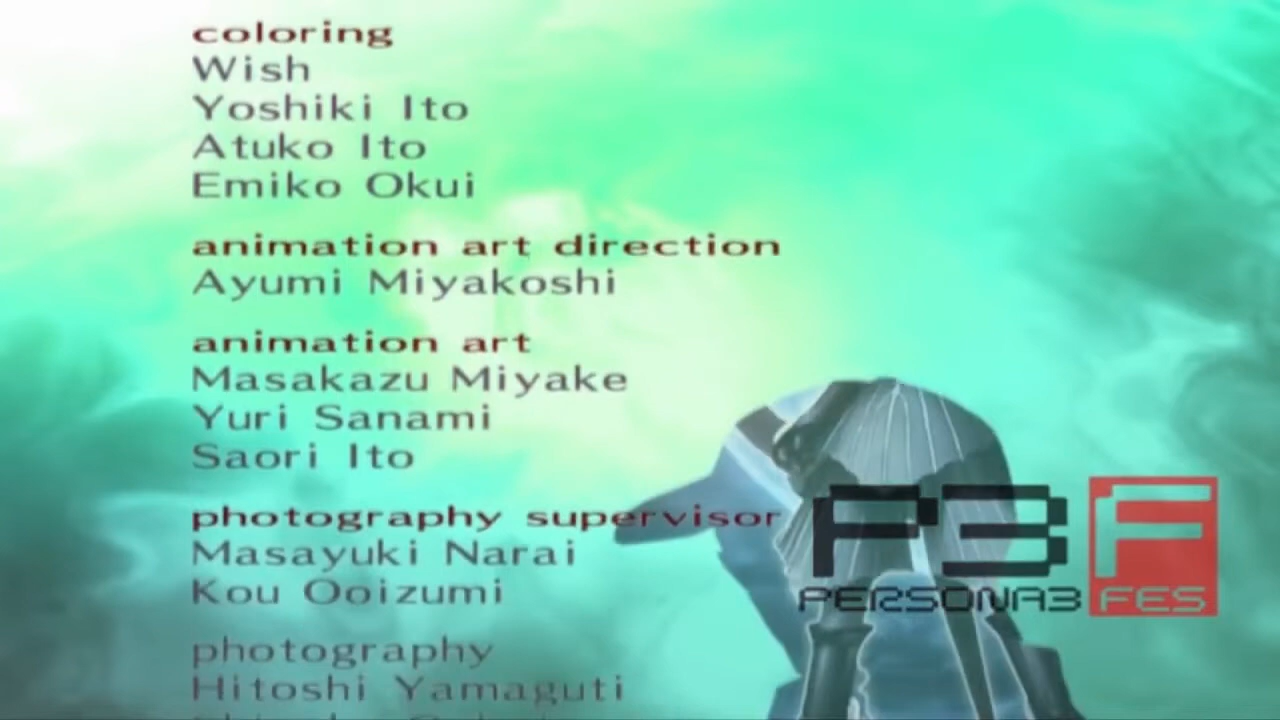 coloring
Wish
Yoshiki Ito
Atuko Ito
Emiko Okui
animation art direction
Ayumi Miyakoshi
animation art
Masakazu Miyake
Yuri Sanami
Saori Ito
photography supervisor
Masayuki Narai
Kou Ooizumi
photography
Hitoshi Yamaguti
P3F
PERSONA3 FES